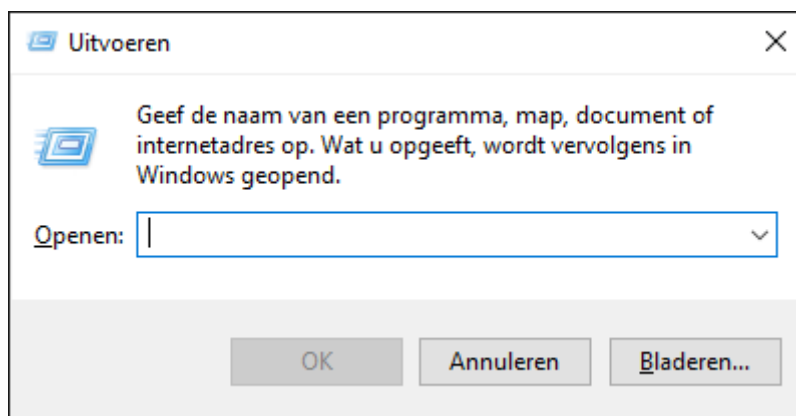 Uitvoeren
Geef de naam van een programma, map, document of
internetadres op. Wat u opgeeft, wordt vervolgens in
Windows geopend.
Openen:
OK Annuleren Bladeren...